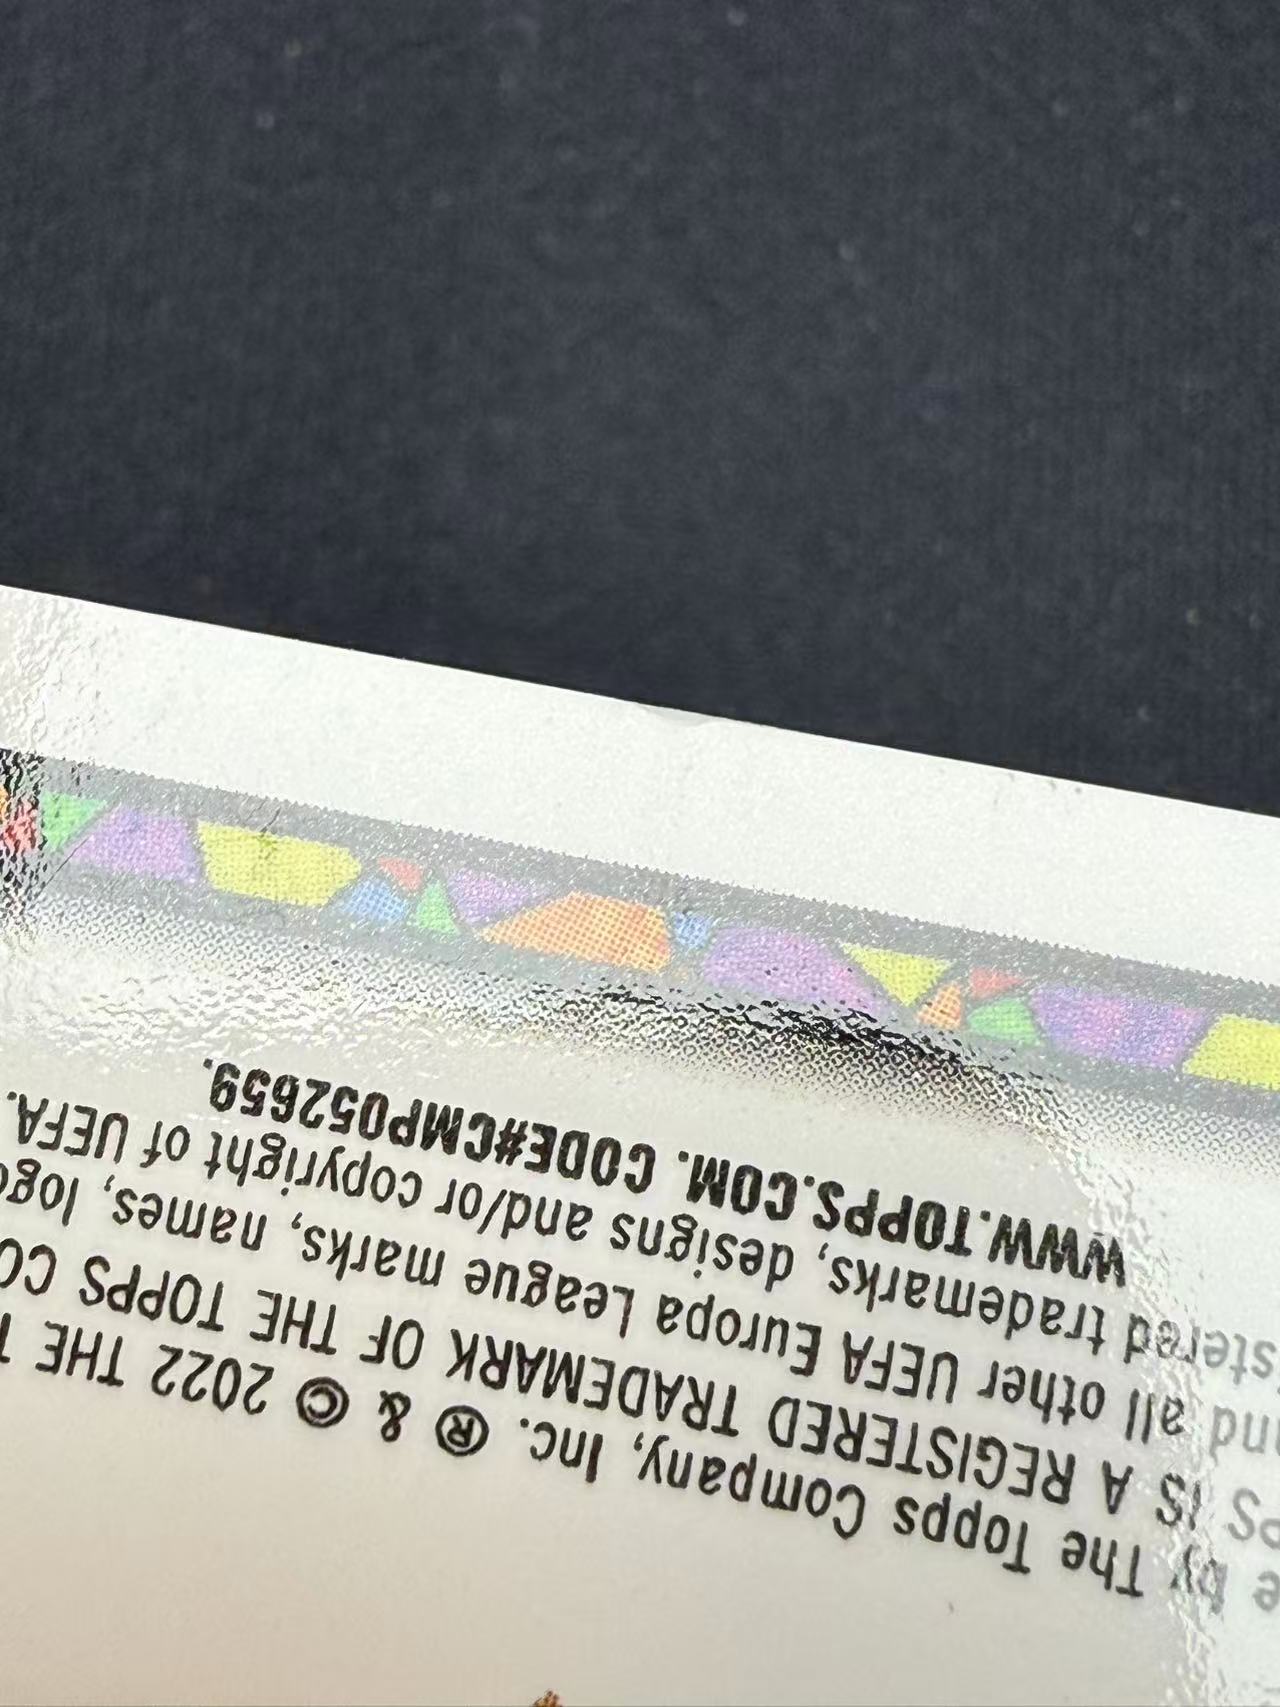 e by The Topps Company, Inc. ® & © 2022 THE T
PS IS A REGISTERED TRADEMARK OF THE TOPPS CO
nd all other UEFA Europa League marks, names, logo
stered trademarks, designs and/or copyright of UEFA.
WWW.TOPPS.COM. CODE#CMP052659.